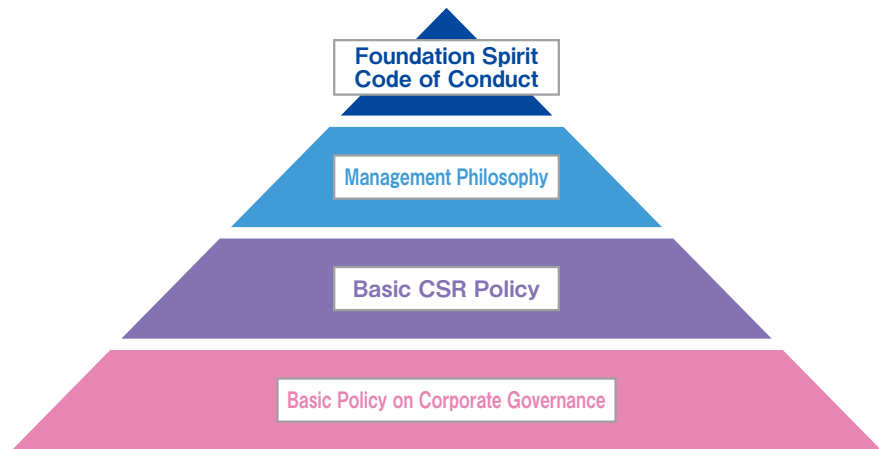 Foundation Spirit
Code of Conduct
Management Philosophy
Basic CSR Policy
Basic Policy on Corporate Governance